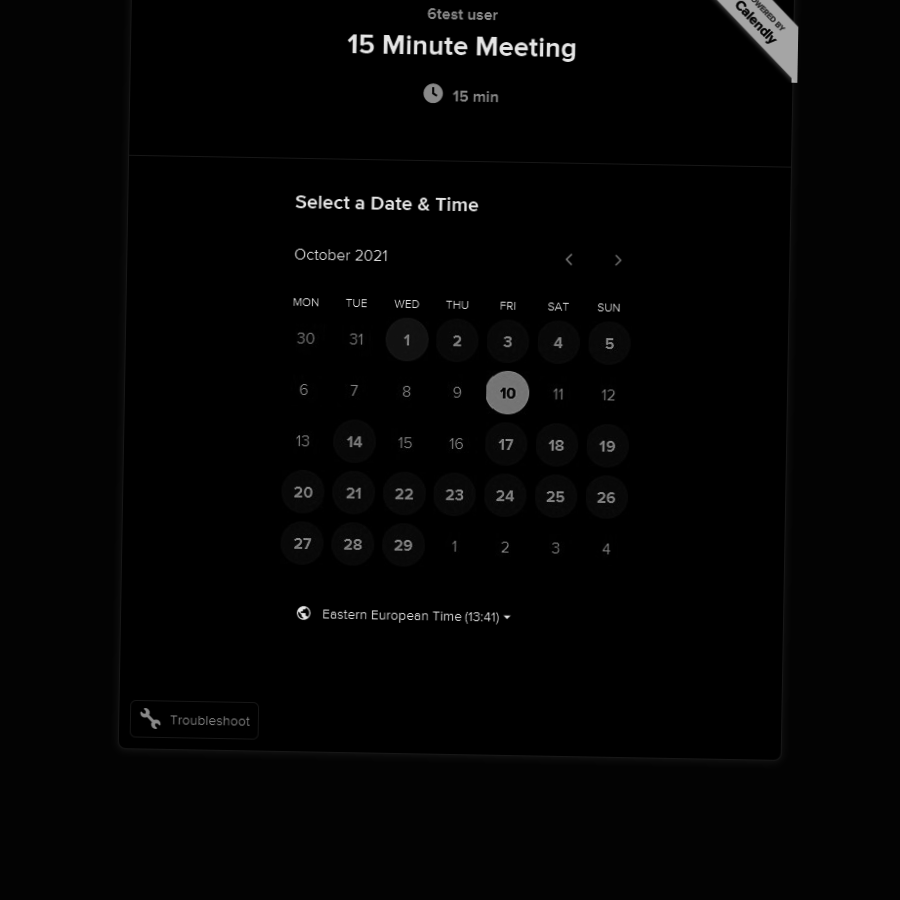 6test user
15 Minute Meeting
15 min
POWERED BY
Calendly
Select a Date & Time
October 2021
MON TUE WED THU FRI SAT SUN
30 31 1 2 3 4 5
6 7 8 9 10 11 12
13 14 15 16 17 18 19
20 21 22 23 24 25 26
27 28 29 1 2 3 4
Eastern European Time (13:41)
Troubleshoot